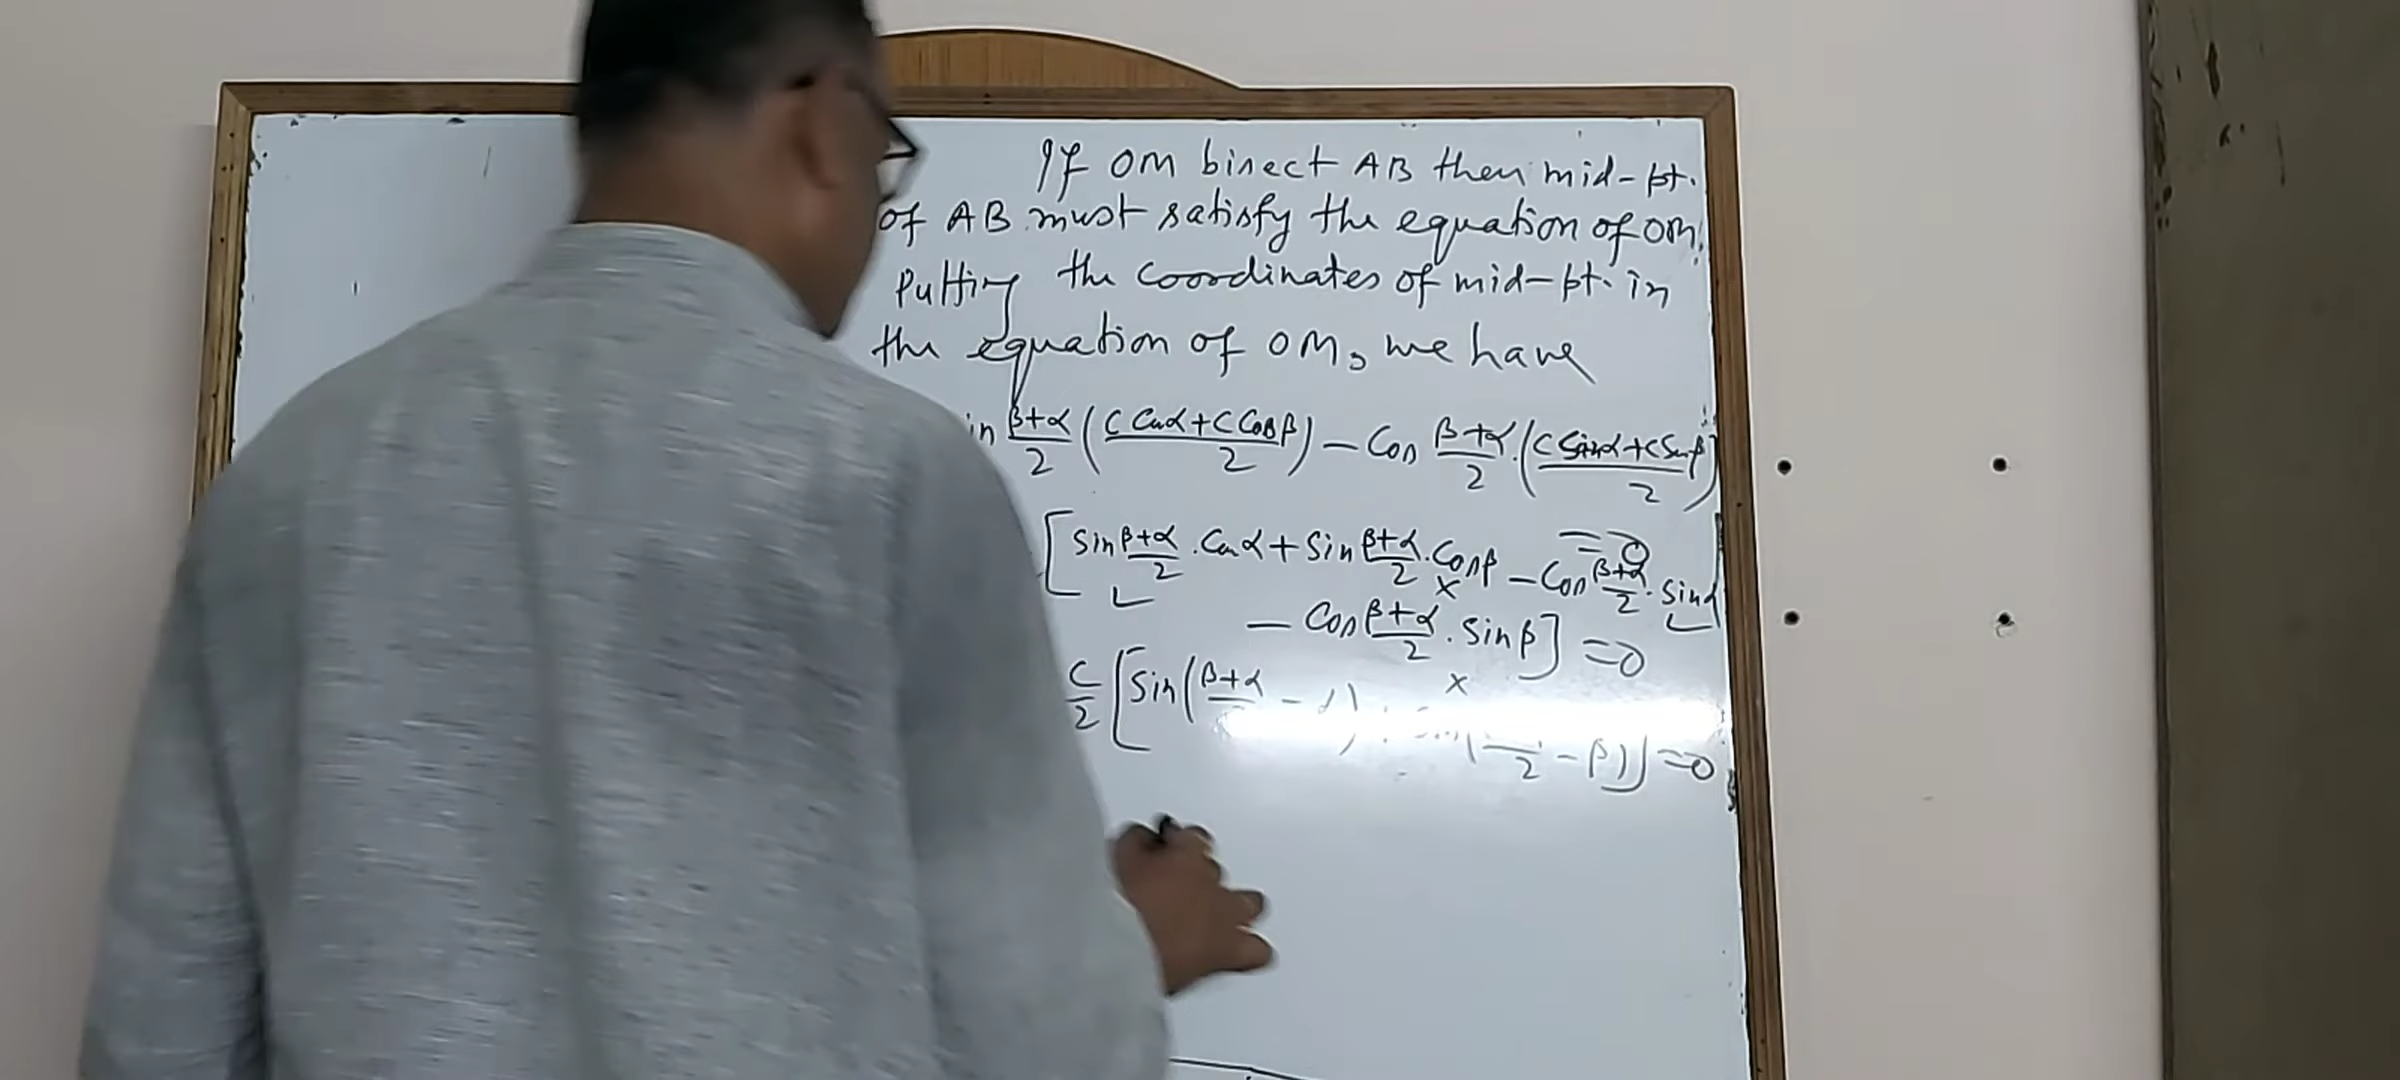 If OM bisect AB then mid-pt.
of AB must satisfy the equation of OM.
Putting the coordinates of mid-pt. in
the equation of OM, we have
in β+α/2 (C Cosα + C Cosβ / 2) – Cos β+α/2 . (C Sinα + C Sinβ / 2)
= 0
[Sin β+α/2 . Cosα + Sin β+α/2 . Cosβ – Cos β+α/2 . Sinα
– Cos β+α/2 . Sinβ] = 0
C/2 [Sin(β+α – α)
2 – β)] = 0